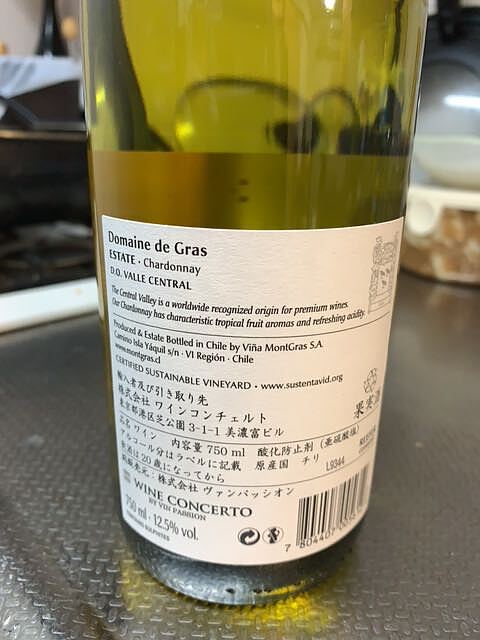 Domaine de Gras
ESTATE · Chardonnay
D.O. VALLE CENTRAL
The Central Valley is a worldwide recognized origin for premium wines.
Our Chardonnay has characteristic tropical fruit aromas and refreshing acidity.
Produced & Estate Bottled in Chile by Viña MontGras S.A.
Camino Isla Yáquil s/n · VI Región · Chile
www.montgras.cl
CERTIFIED SUSTAINABLE VINEYARD · www.sustentavid.org
輸入者及び引き取り先
株式会社 ワインコンチェルト
東京都港区芝公園 3-1-1 美濃富ビル
果実酒
品名 ワイン 内容量 750 ml 酸化防止剤 (亜硫酸塩)
アルコール分はラベルに記載 原産国 チリ
L9344
飲酒は20歳になってから
販売元: 株式会社 ヴァンパッシオン
WINE CONCERTO
BY VIN PASSION
750 ml · 12.5% vol.
CONTAINS SULPHITES
7 804407 00